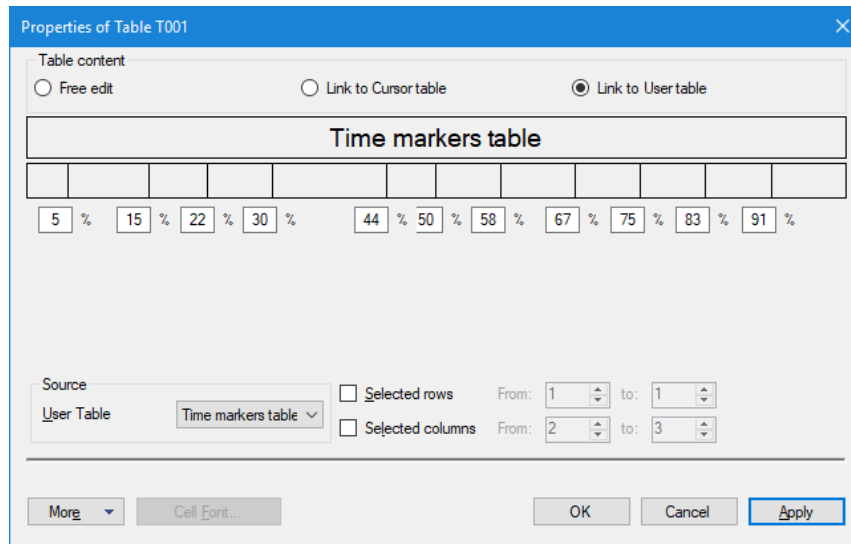 Properties of Table T001
Table content
Free edit Link to Cursor table Link to User table
Time markers table
5 % 15 % 22 % 30 % 44 % 50 % 58 % 67 % 75 % 83 % 91 %
Source
User Table Time markers table
Selected rows From: 1 to: 1
Selected columns From: 2 to: 3
More Cell Font... OK Cancel Apply